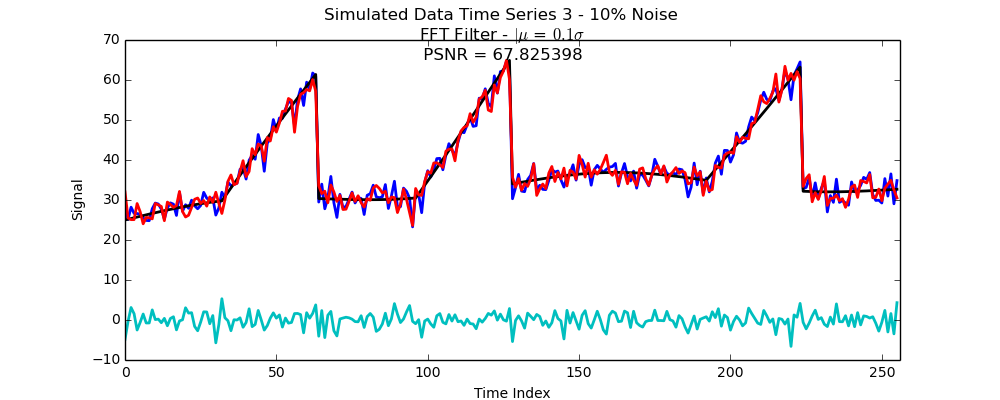 Simulated Data Time Series 3 - 10% Noise
FFT Filter - |μ = 0.1σ
PSNR = 67.825398
70
60
50
40
30
20
10
0
−10
Signal
0 50 100 150 200 250
Time Index